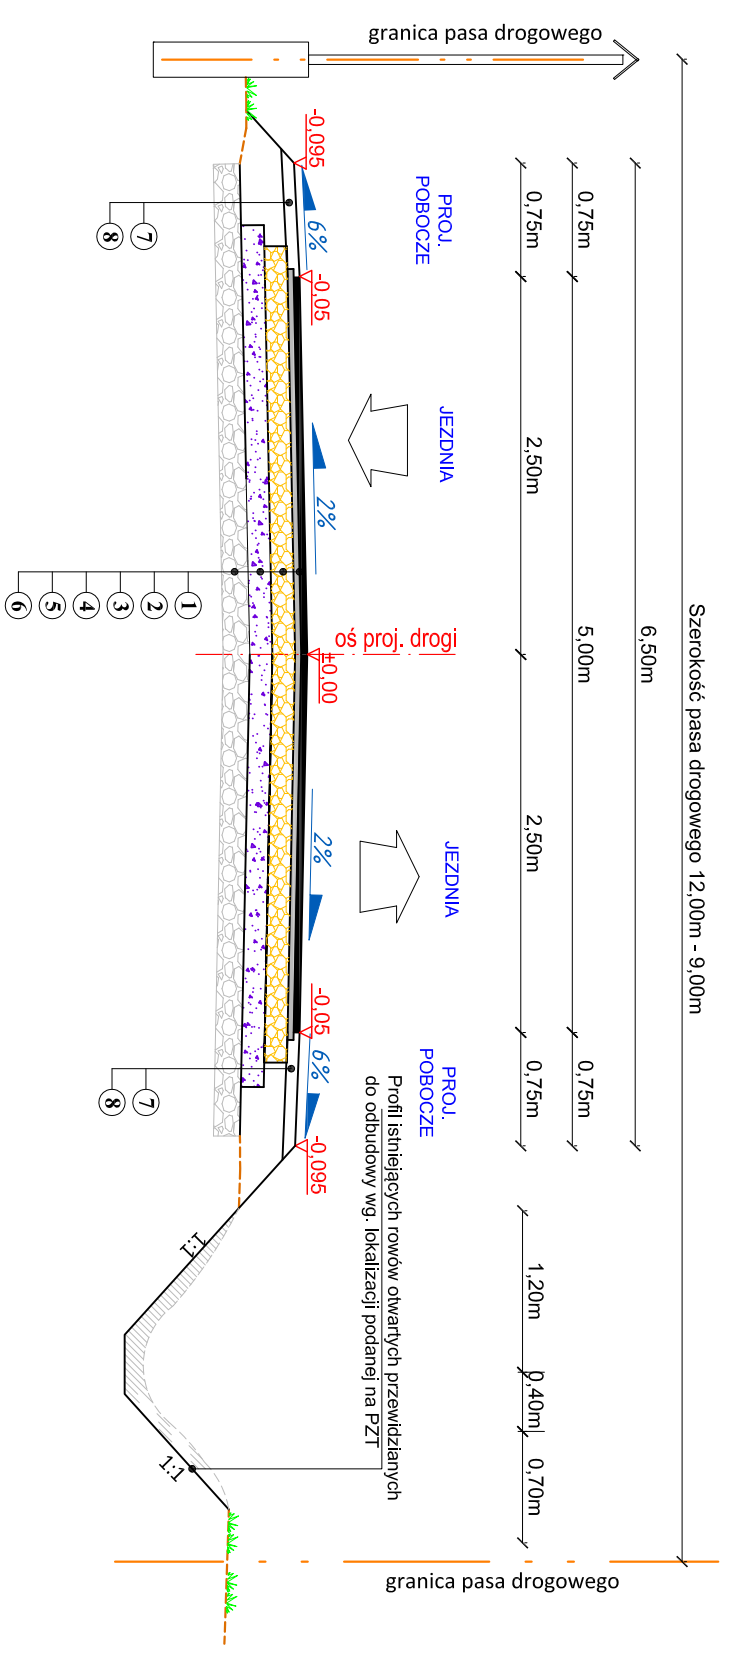 granica pasa drogowego
Szerokość pasa drogowego 12,00m - 9,00m
6,50m
0,75m
5,00m
0,75m
0,75m
2,50m
2,50m
0,75m
1,20m
0,40m
0,70m
PROJ.
POBOCZE
JEZDNIA
JEZDNIA
PROJ.
POBOCZE
-0,095
6%
-0,05
2%
oś proj. drogi
±0,00
2%
-0,05
6%
-0,095
Profil istniejących rowów otwartych przewidzianych
do odbudowy wg. lokalizacji podanej na PZT
1:1
1:1
7
8
1
2
3
4
5
6
7
8
granica pasa drogowego